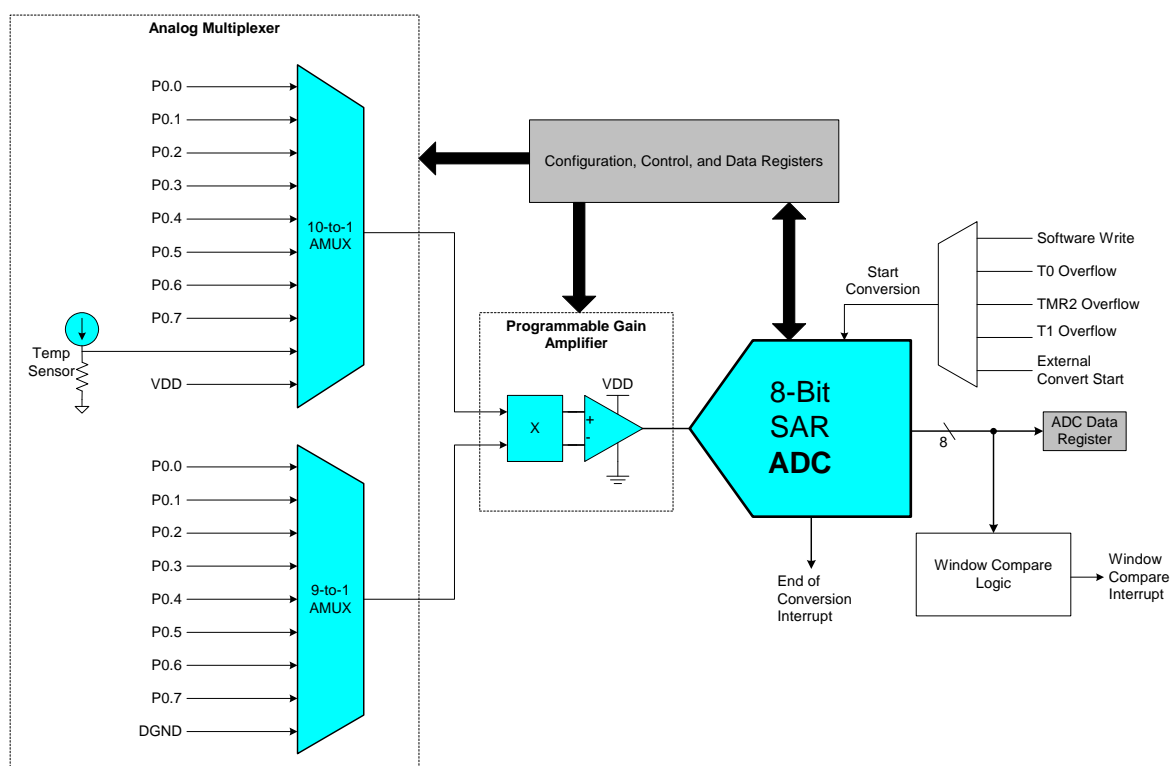 Analog Multiplexer
P0.0
P0.1
P0.2
P0.3
P0.4
P0.5
P0.6
P0.7
Temp
Sensor
VDD
10-to-1
AMUX
P0.0
P0.1
P0.2
P0.3
P0.4
P0.5
P0.6
P0.7
DGND
9-to-1
AMUX
Configuration, Control, and Data Registers
Programmable Gain
Amplifier
X
+
-
VDD
8-Bit
SAR
ADC
Start
Conversion
Software Write
T0 Overflow
TMR2 Overflow
T1 Overflow
External
Convert Start
8
ADC Data
Register
End of
Conversion
Interrupt
Window Compare
Logic
Window
Compare
Interrupt